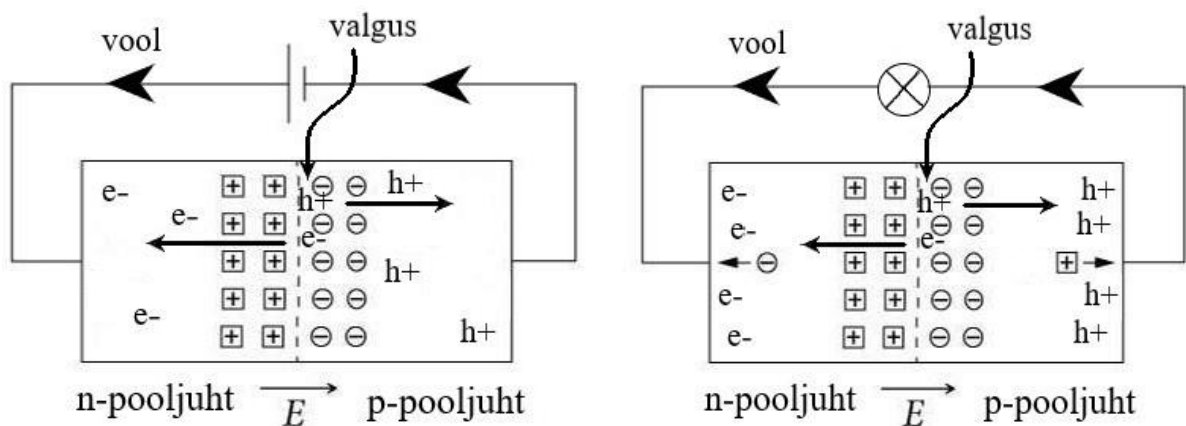 vool
valgus
e-
e-
e-
h+
e-
h+
h+
h+
n-pooljuht E p-pooljuht
vool
valgus
e-
e-
e-
e-
h+
e-
h+
h+
h+
h+
n-pooljuht E p-pooljuht